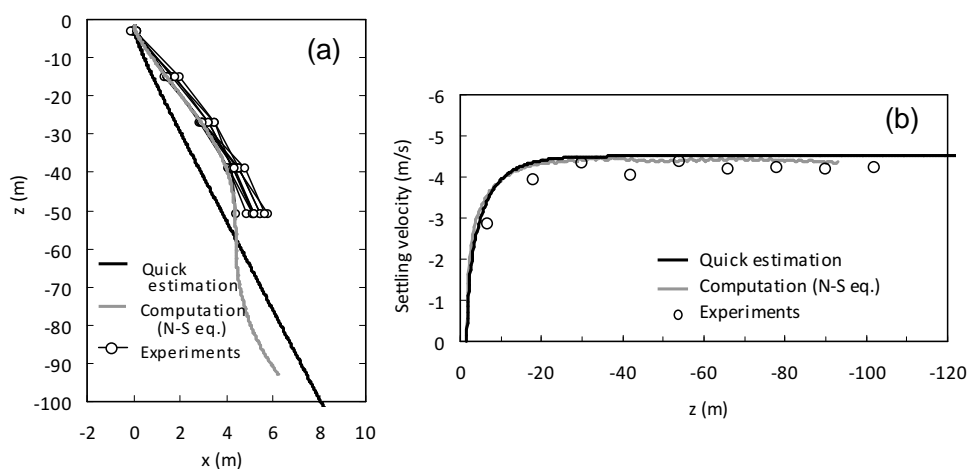 (a)
0
-10
-20
-30
-40
-50
-60
-70
-80
-90
-100
z (m)
Quick
estimation
Computation
(N-S eq.)
Experiments
-2 0 2 4 6 8 10
x (m)
(b)
-6
-5
-4
-3
-2
-1
0
Settling velocity (m/s)
Quick estimation
Computation (N-S eq.)
Experiments
0 -20 -40 -60 -80 -100 -120
z (m)